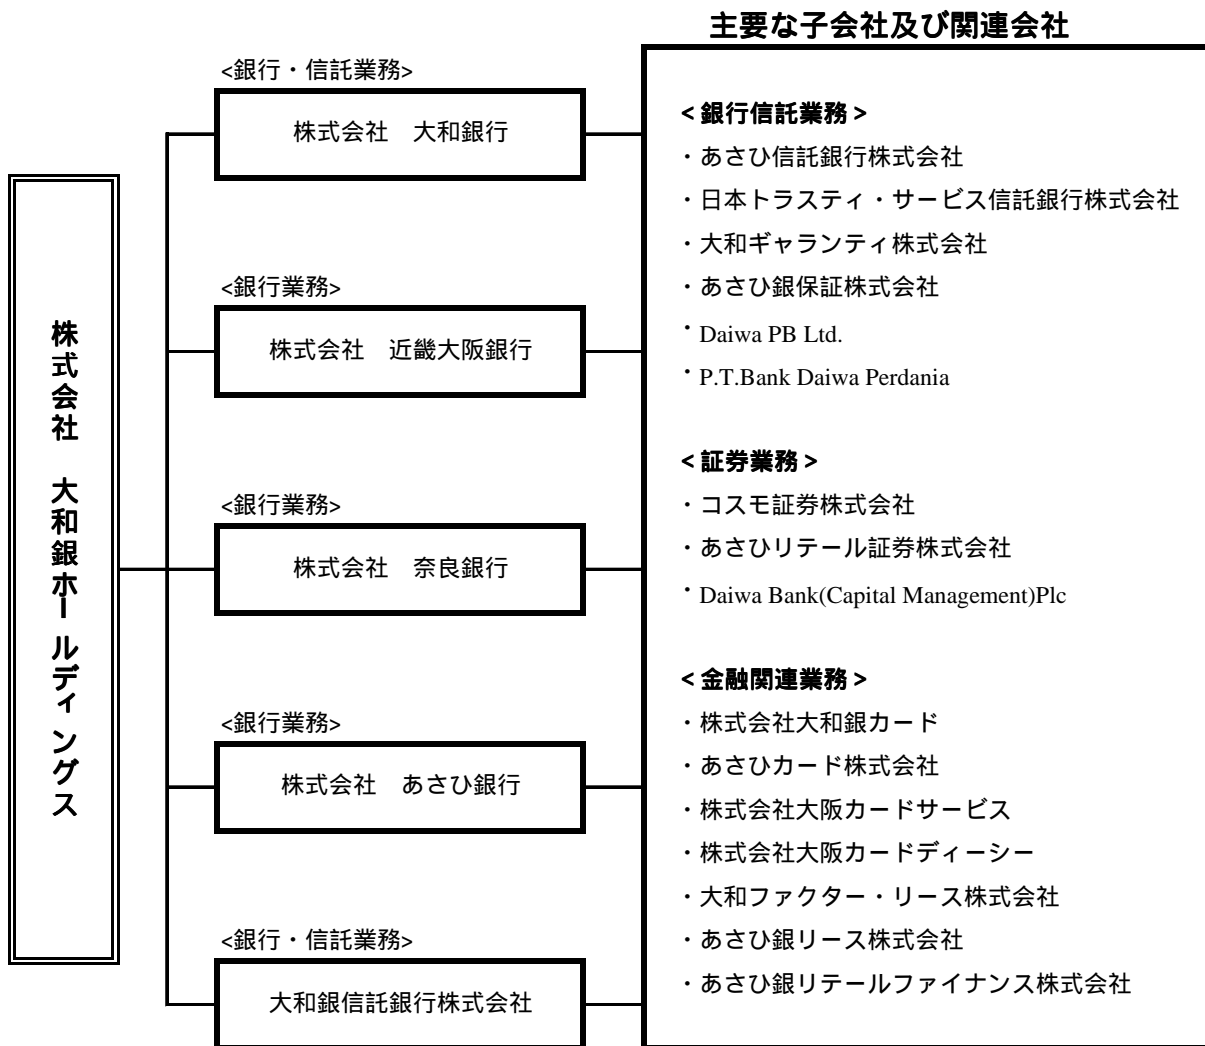 主要な子会社及び関連会社
株式会社　大和銀ホールディングス
<銀行・信託業務>
株式会社　大和銀行
<銀行業務>
株式会社　近畿大阪銀行
<銀行業務>
株式会社　奈良銀行
<銀行業務>
株式会社　あさひ銀行
<銀行・信託業務>
大和銀信託銀行株式会社
＜銀行信託業務＞
・あさひ信託銀行株式会社
・日本トラスティ・サービス信託銀行株式会社
・大和ギャランティ株式会社
・あさひ銀保証株式会社
・Daiwa PB Ltd.
・P.T.Bank Daiwa Perdania
＜証券業務＞
・コスモ証券株式会社
・あさひリテール証券株式会社
・Daiwa Bank(Capital Management)Plc
＜金融関連業務＞
・株式会社大和銀カード
・あさひカード株式会社
・株式会社大阪カードサービス
・株式会社大阪カードディーシー
・大和ファクター・リース株式会社
・あさひ銀リース株式会社
・あさひ銀リテールファイナンス株式会社